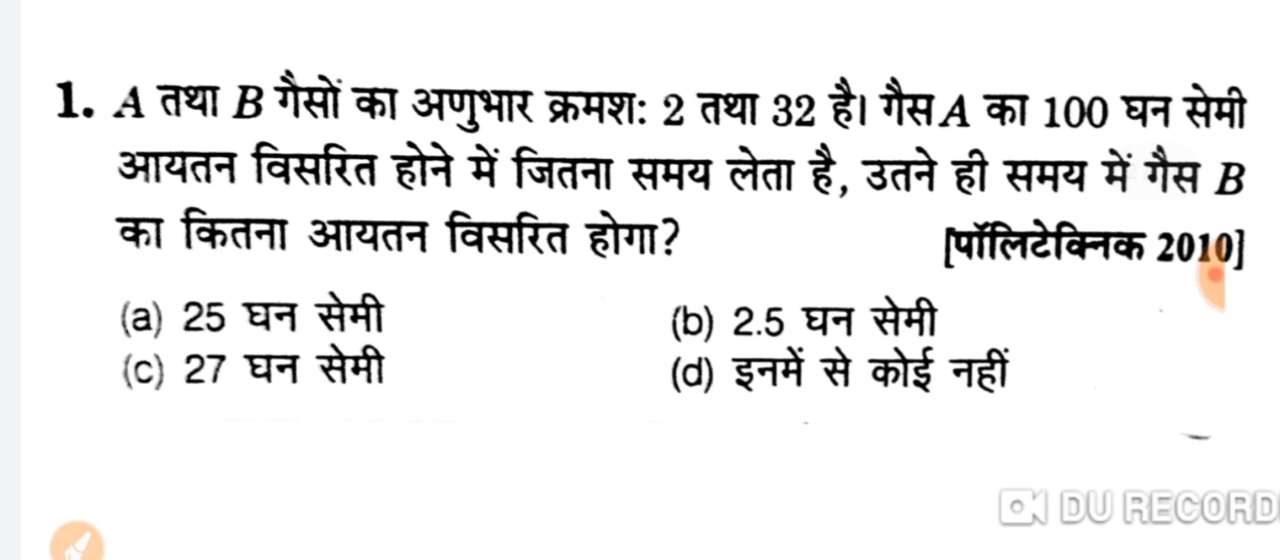 1. A तथा B गैसों का अणुभार क्रमश: 2 तथा 32 है। गैस A का 100 घन सेमी
आयतन विसरित होने में जितना समय लेता है, उतने ही समय में गैस B
का कितना आयतन विसरित होगा? [पॉलिटेक्निक 2010]
(a) 25 घन सेमी (b) 2.5 घन सेमी
(c) 27 घन सेमी (d) इनमें से कोई नहीं
DU RECORD